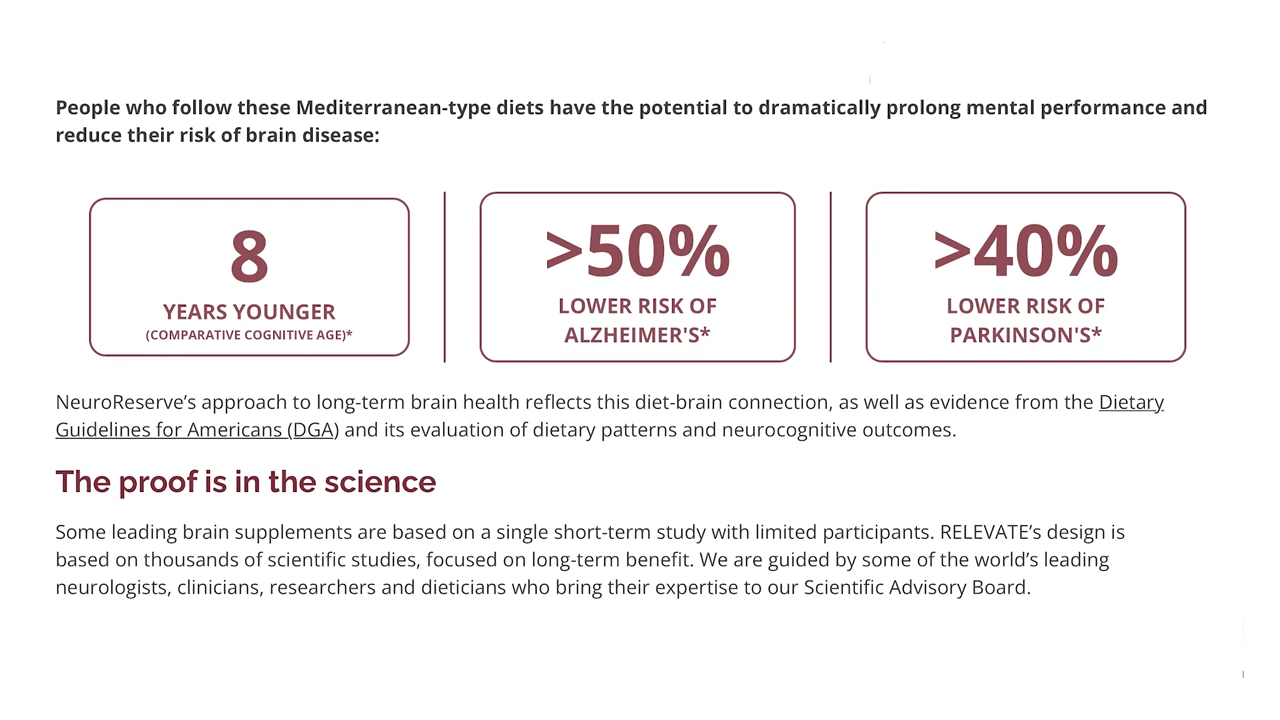 People who follow these Mediterranean-type diets have the potential to dramatically prolong mental performance and
reduce their risk of brain disease:
8
YEARS YOUNGER
(COMPARATIVE COGNITIVE AGE)*
>50%
LOWER RISK OF
ALZHEIMER'S*
>40%
LOWER RISK OF
PARKINSON'S*
NeuroReserve’s approach to long-term brain health reflects this diet-brain connection, as well as evidence from the Dietary
Guidelines for Americans (DGA) and its evaluation of dietary patterns and neurocognitive outcomes.
The proof is in the science
Some leading brain supplements are based on a single short-term study with limited participants. RELEVATE’s design is
based on thousands of scientific studies, focused on long-term benefit. We are guided by some of the world’s leading
neurologists, clinicians, researchers and dieticians who bring their expertise to our Scientific Advisory Board.